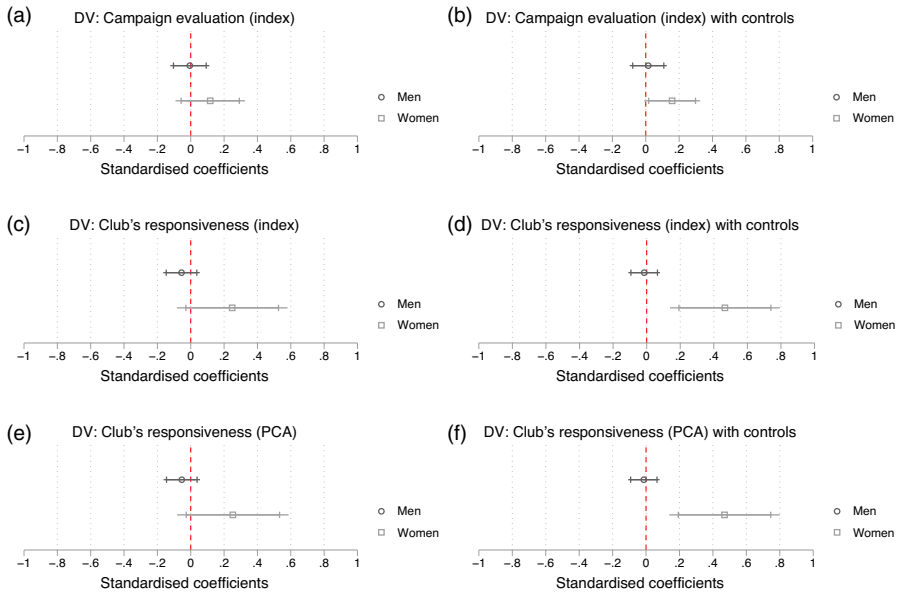 (a) DV: Campaign evaluation (index)
Men
Women
−1 −.8 −.6 −.4 −.2 0 .2 .4 .6 .8 1
Standardised coefficients
(b) DV: Campaign evaluation (index) with controls
Men
Women
−1 −.8 −.6 −.4 −.2 0 .2 .4 .6 .8 1
Standardised coefficients
(c) DV: Club's responsiveness (index)
Men
Women
−1 −.8 −.6 −.4 −.2 0 .2 .4 .6 .8 1
Standardised coefficients
(d) DV: Club's responsiveness (index) with controls
Men
Women
−1 −.8 −.6 −.4 −.2 0 .2 .4 .6 .8 1
Standardised coefficients
(e) DV: Club's responsiveness (PCA)
Men
Women
−1 −.8 −.6 −.4 −.2 0 .2 .4 .6 .8 1
Standardised coefficients
(f) DV: Club's responsiveness (PCA) with controls
Men
Women
−1 −.8 −.6 −.4 −.2 0 .2 .4 .6 .8 1
Standardised coefficients